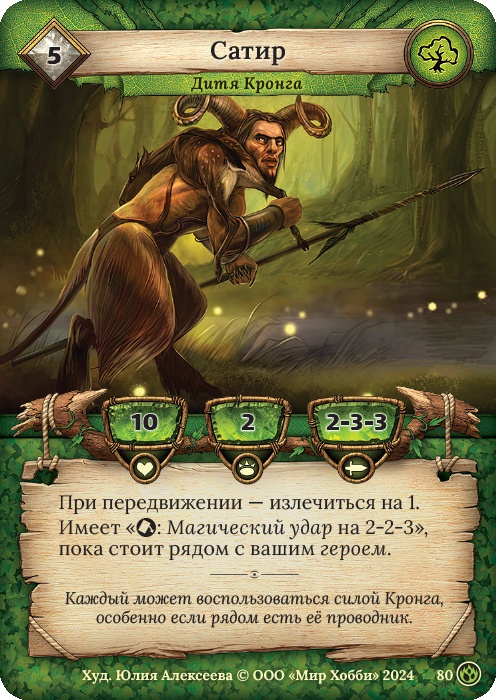 5
Сатир
Дитя Кронга
10
2
2-3-3
При передвижении — излечиться на 1.
Имеет «: Магический удар на 2-2-3»,
пока стоит рядом с вашим героем.
Каждый может воспользоваться силой Кронга,
особенно если рядом есть её проводник.
Худ. Юлия Алексеева © ООО «Мир Хобби» 2024
80